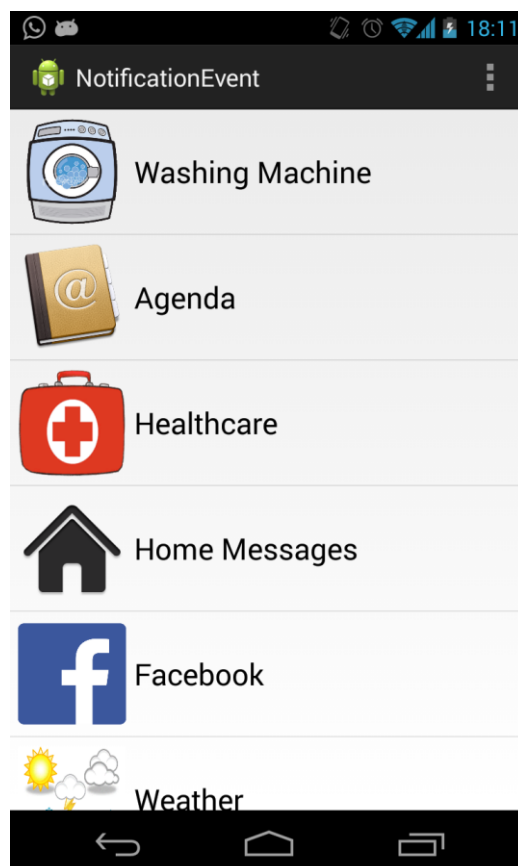 18:11
NotificationEvent
Washing Machine
@
Agenda
Healthcare
Home Messages
f
Facebook
Weather